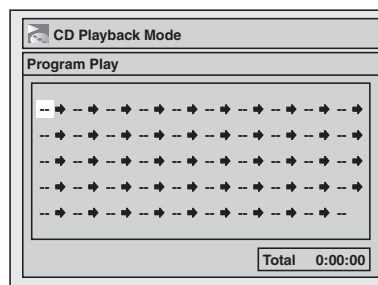 CD Playback Mode
Program Play
-- ➡ -- ➡ -- ➡ -- ➡ -- ➡ -- ➡ -- ➡ -- ➡ -- ➡ -- ➡
-- ➡ -- ➡ -- ➡ -- ➡ -- ➡ -- ➡ -- ➡ -- ➡ -- ➡ -- ➡
-- ➡ -- ➡ -- ➡ -- ➡ -- ➡ -- ➡ -- ➡ -- ➡ -- ➡ -- ➡
-- ➡ -- ➡ -- ➡ -- ➡ -- ➡ -- ➡ -- ➡ -- ➡ -- ➡ -- ➡
-- ➡ -- ➡ -- ➡ -- ➡ -- ➡ -- ➡ -- ➡ -- ➡ -- ➡ --
Total 0:00:00